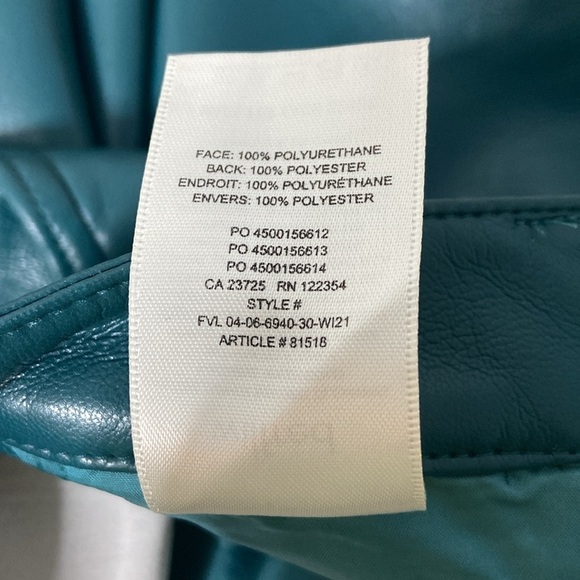 FACE: 100% POLYURETHANE
BACK: 100% POLYESTER
ENDROIT: 100% POLYURÉTHANE
ENVERS: 100% POLYESTER
PO 4500156612
PO 4500156613
PO 4500156614
CA 23725 RN 122354
STYLE #
FVL 04-06-6940-30-WI21
ARTICLE # 81518